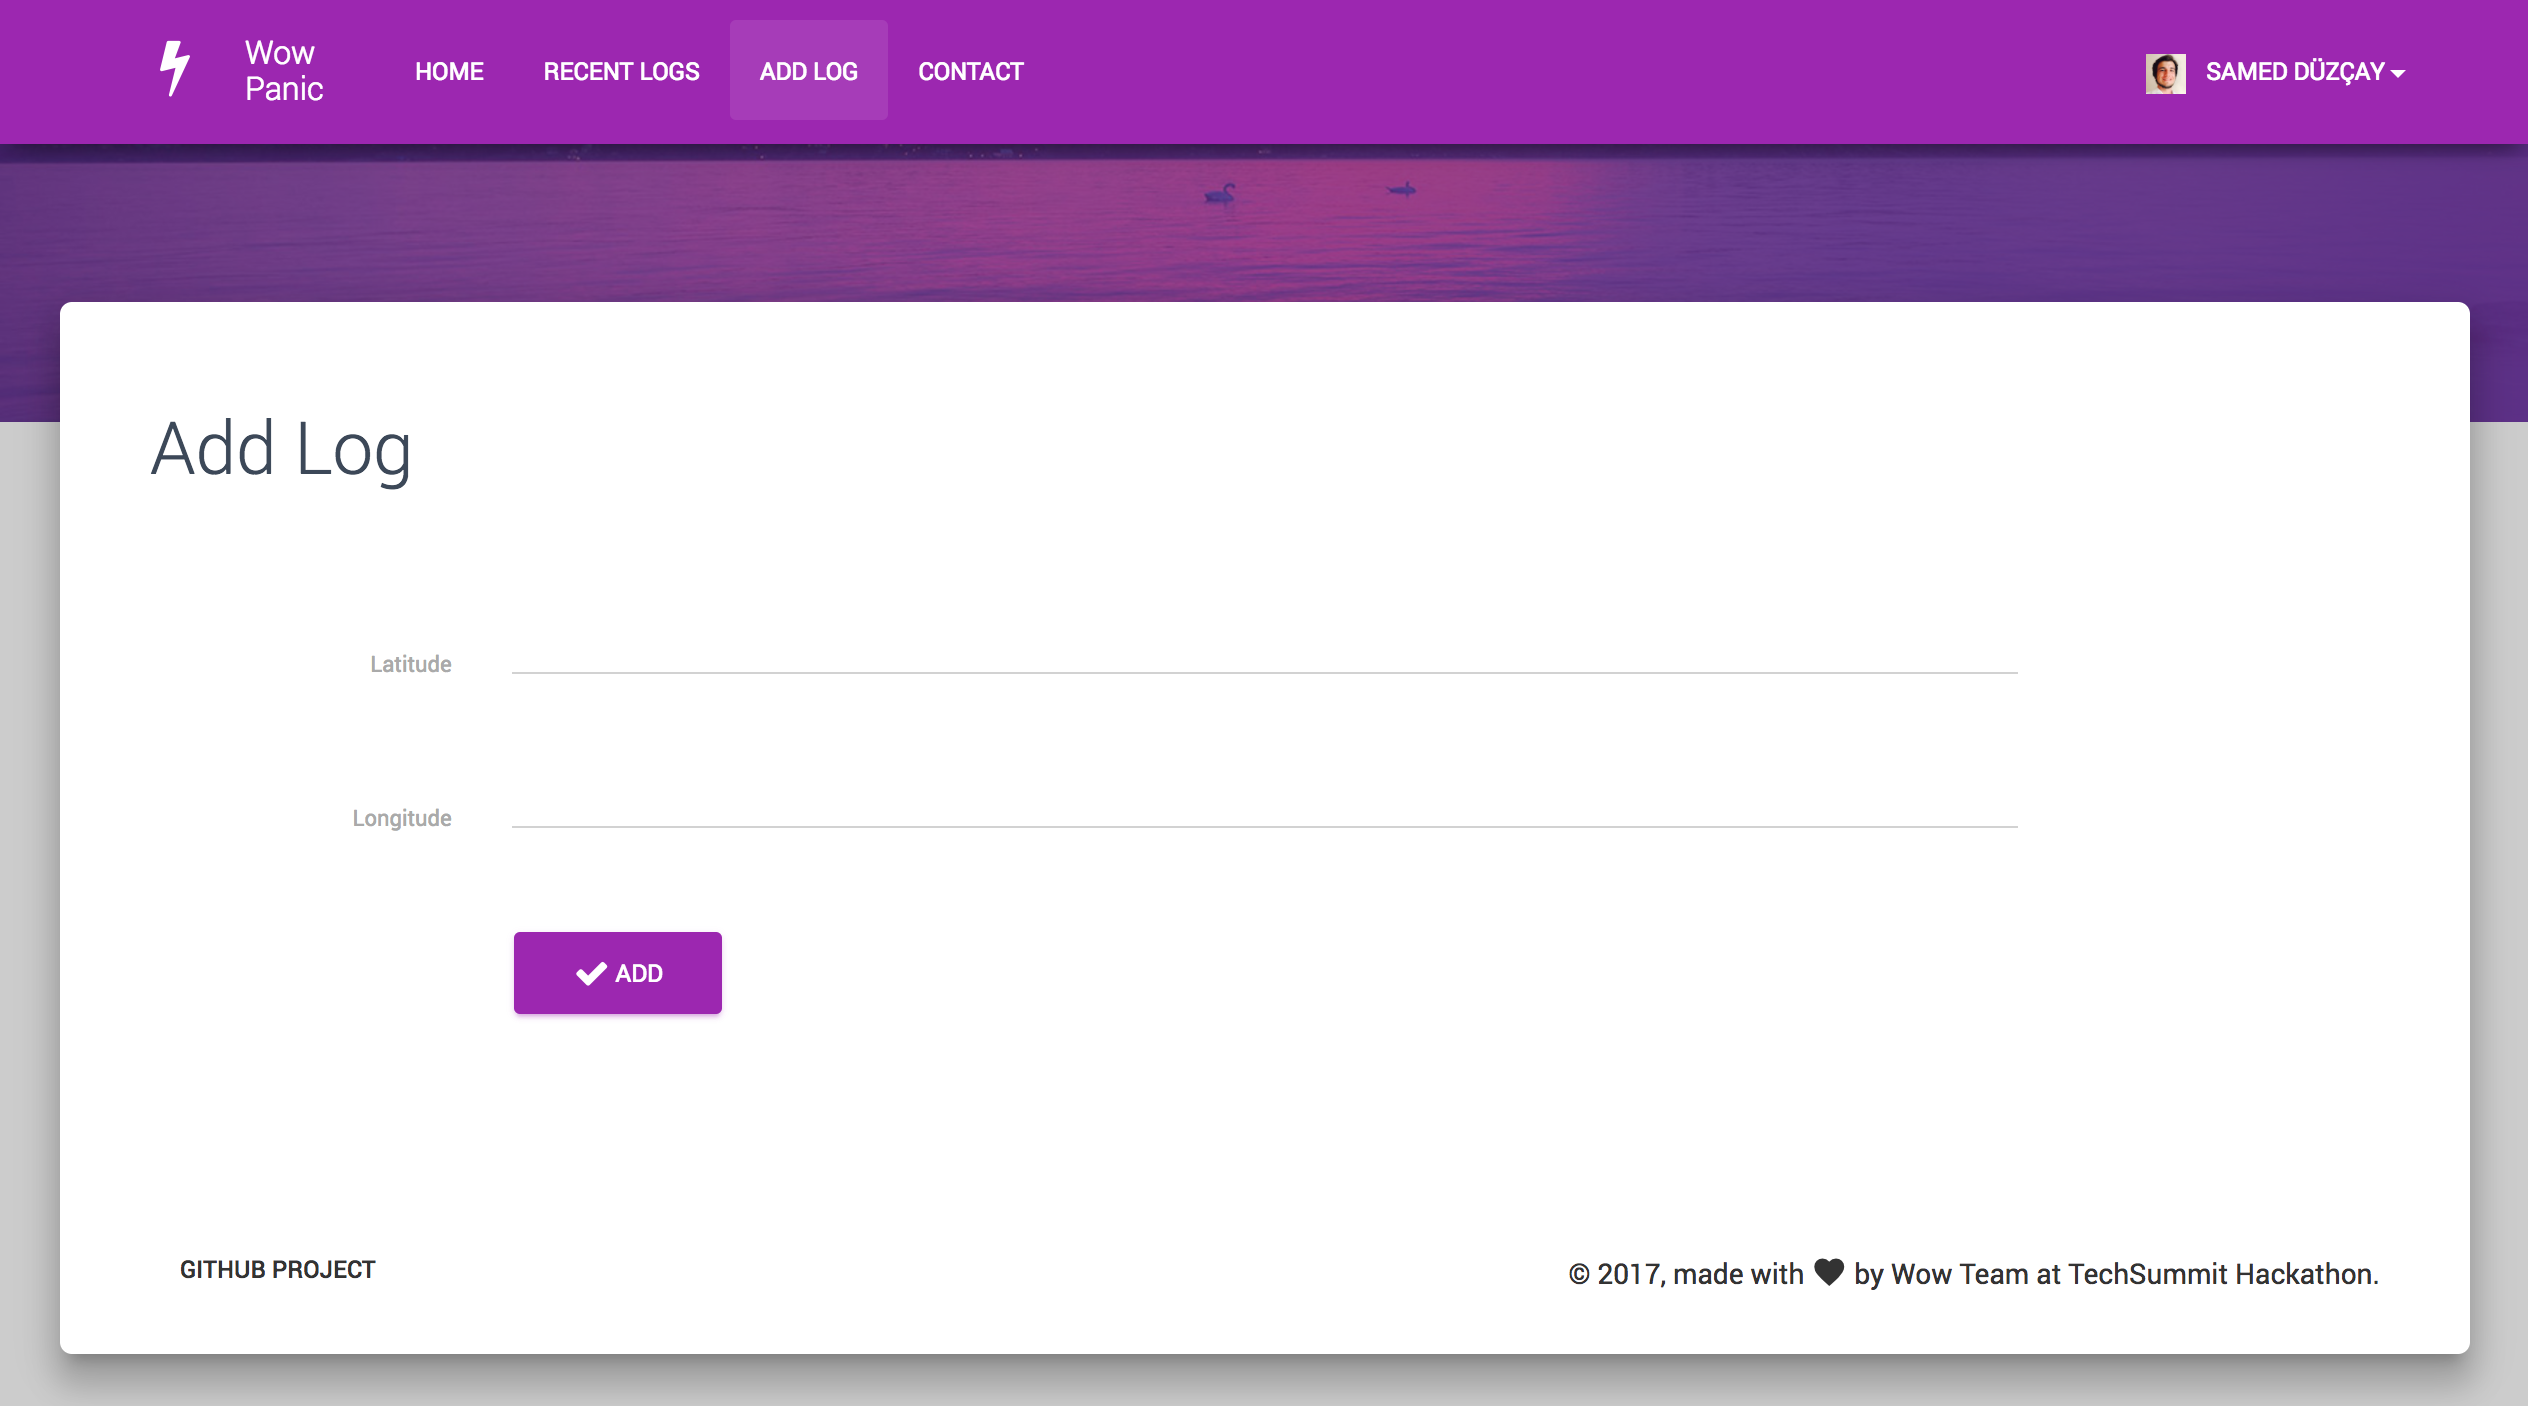 Wow
Panic
HOME
RECENT LOGS
ADD LOG
CONTACT
SAMED DÜZÇAY
Add Log
Latitude
Longitude
ADD
GITHUB PROJECT
© 2017, made with ♥ by Wow Team at TechSummit Hackathon.